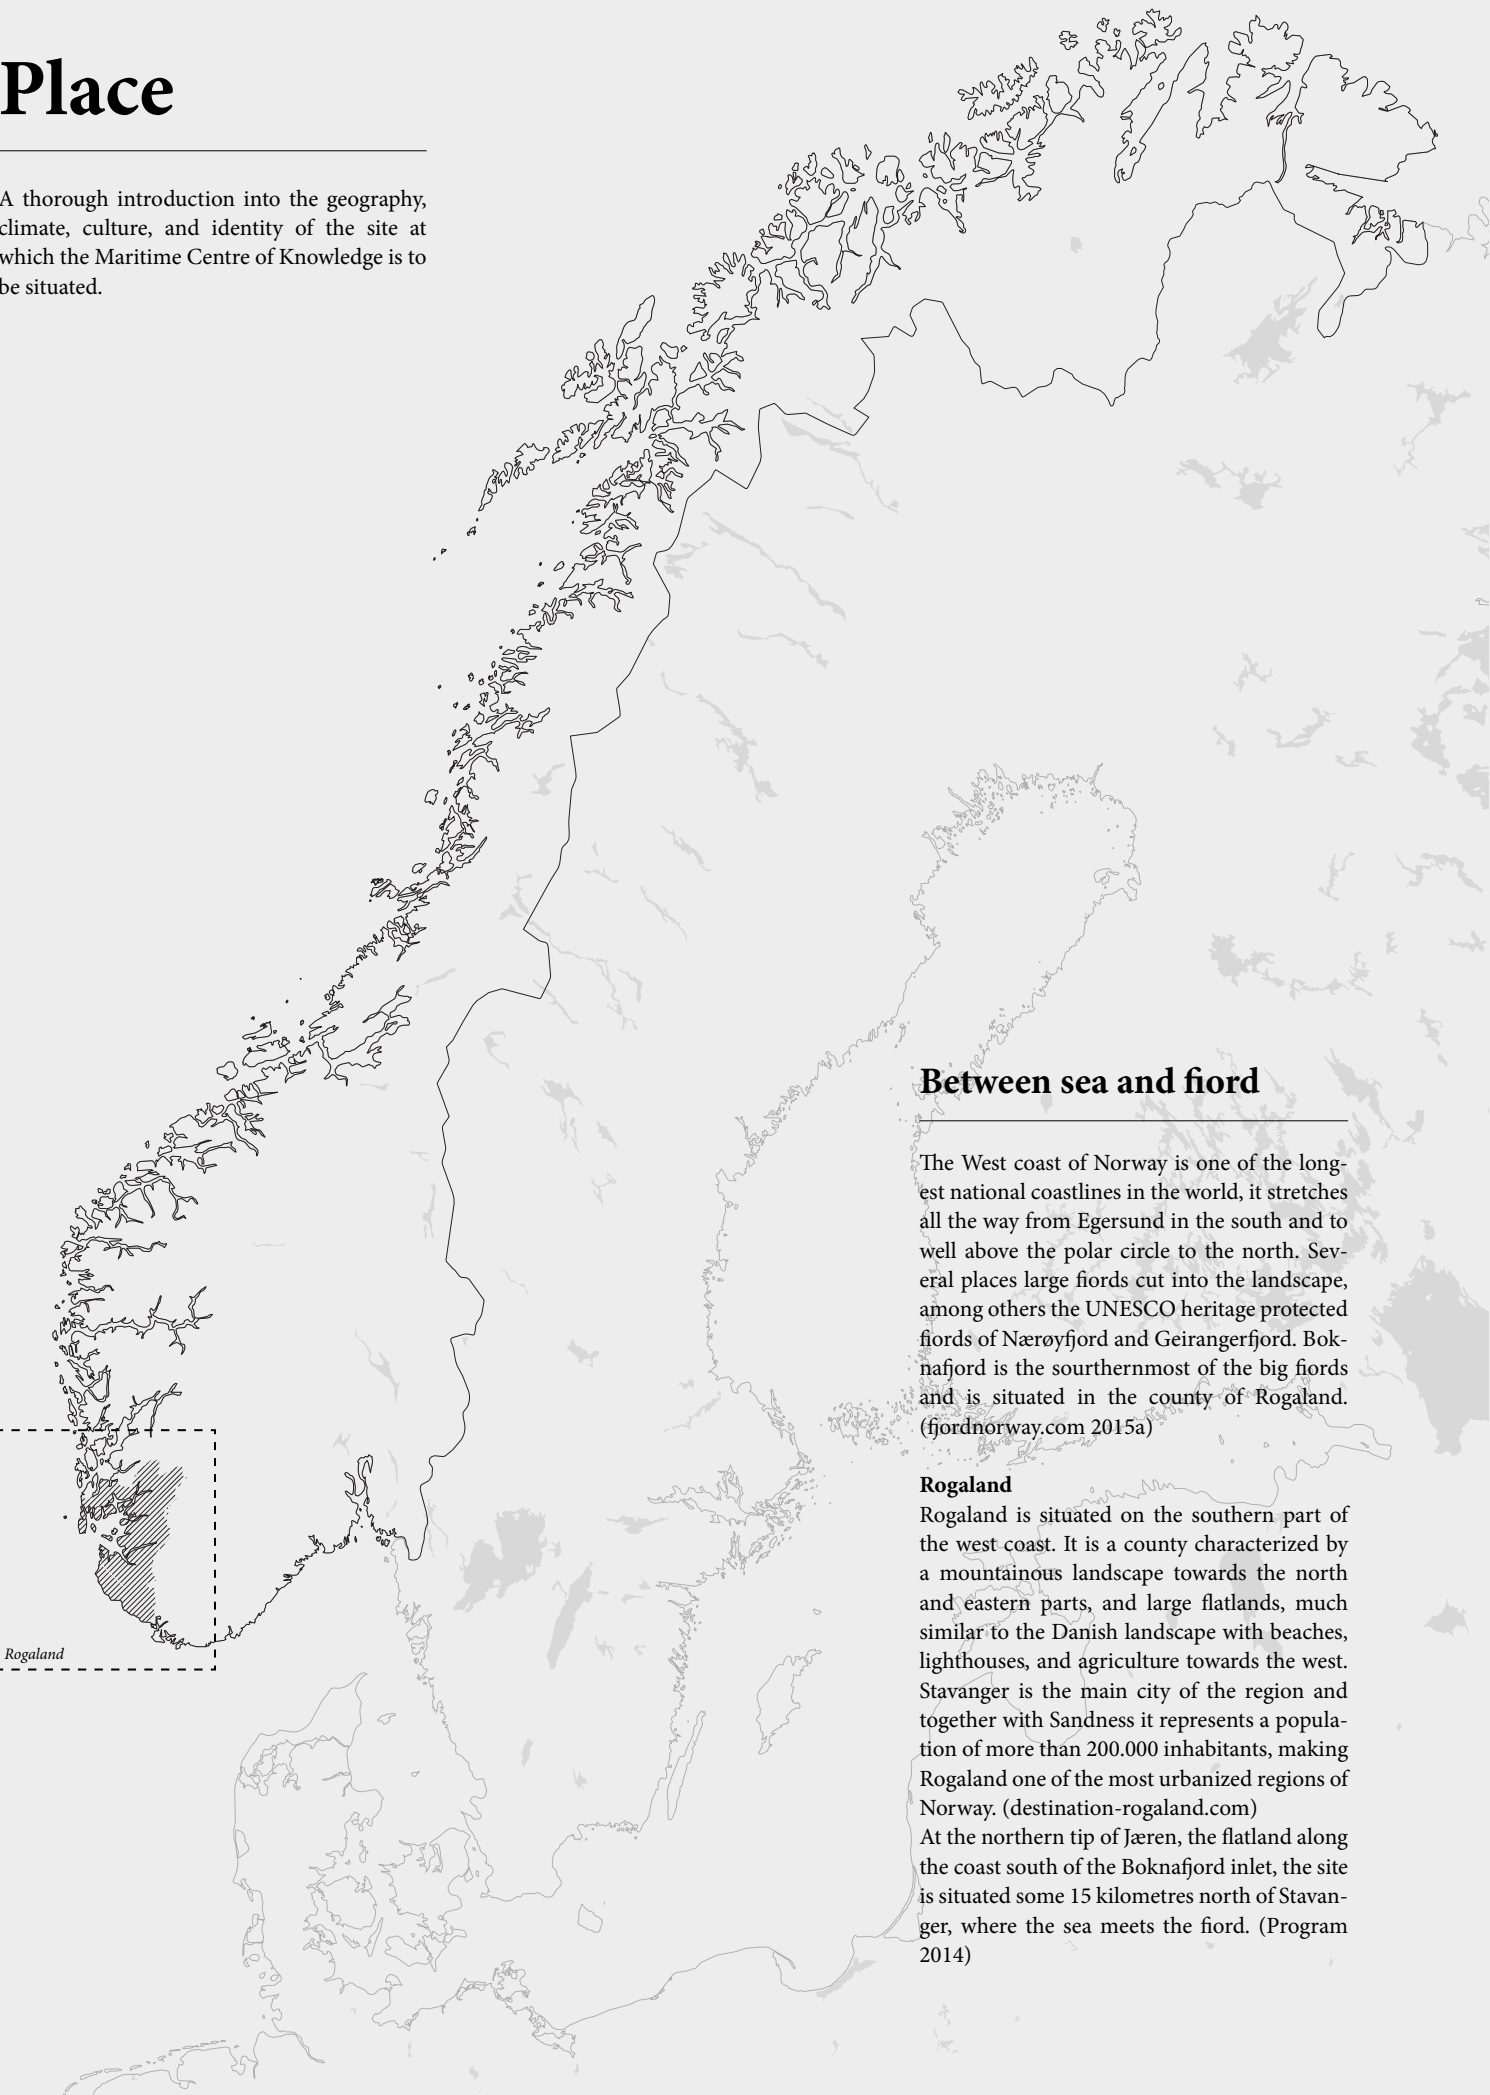 Place
A thorough introduction into the geography,
climate, culture, and identity of the site at
which the Maritime Centre of Knowledge is to
be situated.
Rogaland
Between sea and fiord
The West coast of Norway is one of the long-
est national coastlines in the world, it stretches
all the way from Egersund in the south and to
well above the polar circle to the north. Sev-
eral places large fiords cut into the landscape,
among others the UNESCO heritage protected
fiords of Nærøyfjord and Geirangerfjord. Bok-
nafjord is the sourthernmost of the big fiords
and is situated in the county of Rogaland.
(fjordnorway.com 2015a)
Rogaland
Rogaland is situated on the southern part of
the west coast. It is a county characterized by
a mountainous landscape towards the north
and eastern parts, and large flatlands, much
similar to the Danish landscape with beaches,
lighthouses, and agriculture towards the west.
Stavanger is the main city of the region and
together with Sandness it represents a popula-
tion of more than 200.000 inhabitants, making
Rogaland one of the most urbanized regions of
Norway. (destination-rogaland.com)
At the northern tip of Jæren, the flatland along
the coast south of the Boknafjord inlet, the site
is situated some 15 kilometres north of Stavan-
ger, where the sea meets the fiord. (Program
2014)